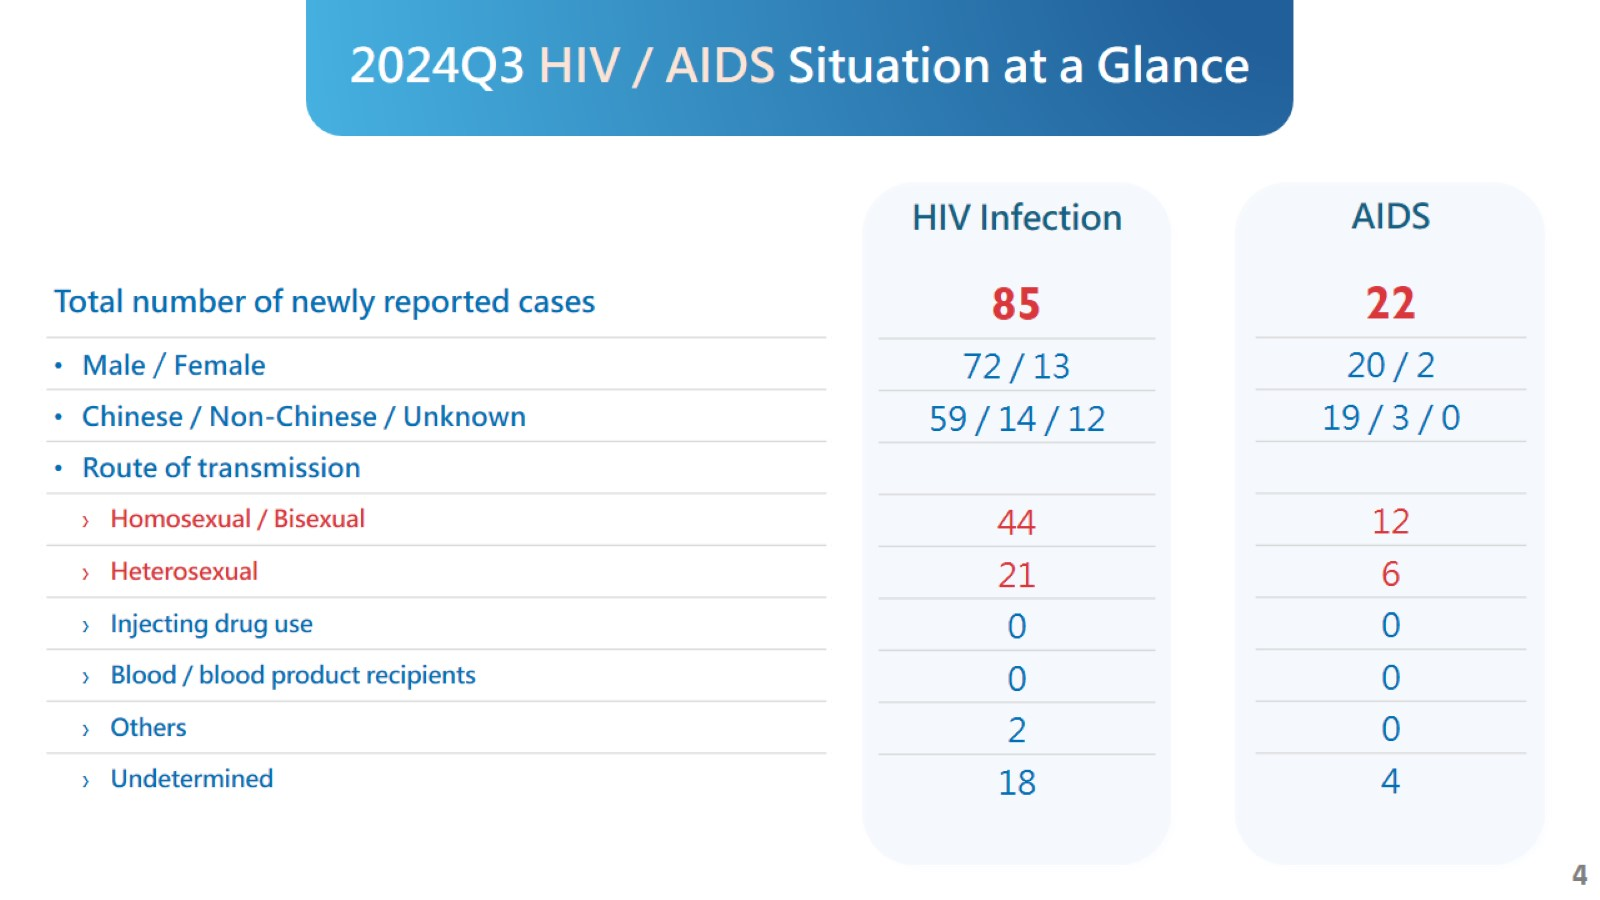 2024Q3 HIV / AIDS Situation at a Glance
HIV Infection AIDS
Total number of newly reported cases 85 22
• Male / Female 72 / 13 20 / 2
• Chinese / Non-Chinese / Unknown 59 / 14 / 12 19 / 3 / 0
• Route of transmission
› Homosexual / Bisexual 44 12
› Heterosexual 21 6
› Injecting drug use 0 0
› Blood / blood product recipients 0 0
› Others 2 0
› Undetermined 18 4
4